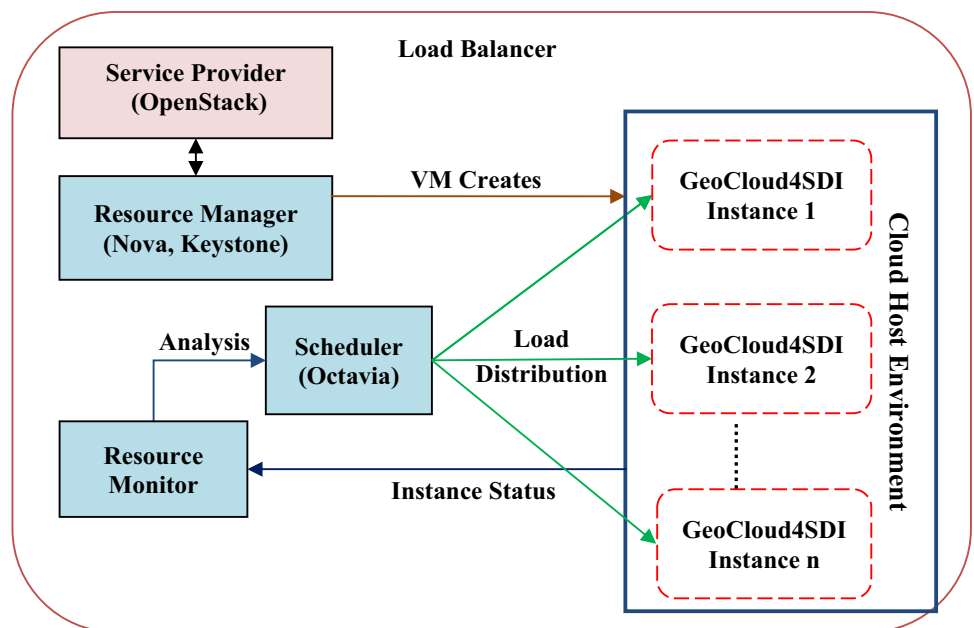 Load Balancer
Service Provider
(OpenStack)
VM Creates
Resource Manager
(Nova, Keystone)
GeoCloud4SDI
Instance 1
Analysis
Scheduler
(Octavia)
Load
Distribution
GeoCloud4SDI
Instance 2
Resource
Monitor
Instance Status
GeoCloud4SDI
Instance n
Cloud Host Environment